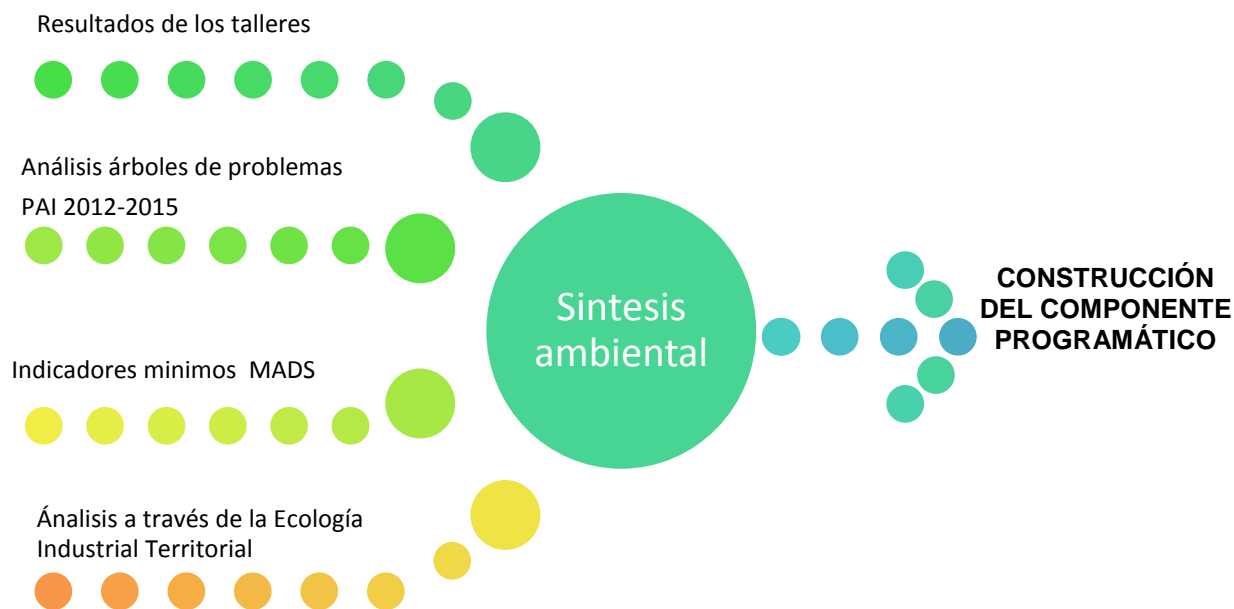 Resultados de los talleres
Análisis árboles de problemas
PAI 2012-2015
Indicadores minimos MADS
Ánalisis a través de la Ecología
Industrial Territorial
Sintesis
ambiental
CONSTRUCCIÓN
DEL COMPONENTE
PROGRAMÁTICO